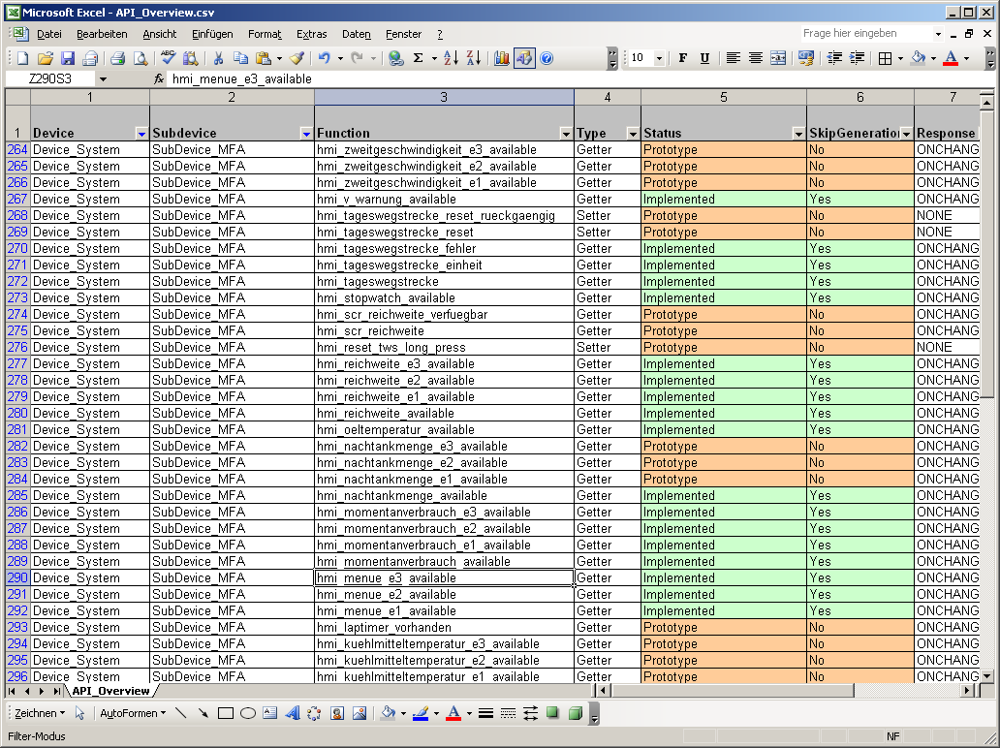 Microsoft Excel - API_Overview.csv
Datei Bearbeiten Ansicht Einfügen Format Extras Daten Fenster ? Frage hier eingeben
10 F U
Z290S3 fx hmi_menue_e3_available
1 2 3 4 5 6 7
1 Device Subdevice Function Type Status SkipGeneration Response
264 Device_System SubDevice_MFA hmi_zweitgeschwindigkeit_e3_available Getter Prototype No ONCHANG
265 Device_System SubDevice_MFA hmi_zweitgeschwindigkeit_e2_available Getter Prototype No ONCHANG
266 Device_System SubDevice_MFA hmi_zweitgeschwindigkeit_e1_available Getter Prototype No ONCHANG
267 Device_System SubDevice_MFA hmi_v_warnung_available Getter Implemented Yes ONCHANG
268 Device_System SubDevice_MFA hmi_tageswegstrecke_reset_rueckgaengig Setter Prototype No NONE
269 Device_System SubDevice_MFA hmi_tageswegstrecke_reset Setter Prototype No NONE
270 Device_System SubDevice_MFA hmi_tageswegstrecke_fehler Getter Implemented Yes ONCHANG
271 Device_System SubDevice_MFA hmi_tageswegstrecke_einheit Getter Implemented Yes ONCHANG
272 Device_System SubDevice_MFA hmi_tageswegstrecke Getter Implemented Yes ONCHANG
273 Device_System SubDevice_MFA hmi_stopwatch_available Getter Implemented Yes ONCHANG
274 Device_System SubDevice_MFA hmi_scr_reichweite_verfuegbar Getter Prototype No ONCHANG
275 Device_System SubDevice_MFA hmi_scr_reichweite Getter Prototype No ONCHANG
276 Device_System SubDevice_MFA hmi_reset_tws_long_press Setter Prototype No NONE
277 Device_System SubDevice_MFA hmi_reichweite_e3_available Getter Implemented Yes ONCHANG
278 Device_System SubDevice_MFA hmi_reichweite_e2_available Getter Implemented Yes ONCHANG
279 Device_System SubDevice_MFA hmi_reichweite_e1_available Getter Implemented Yes ONCHANG
280 Device_System SubDevice_MFA hmi_reichweite_available Getter Implemented Yes ONCHANG
281 Device_System SubDevice_MFA hmi_oeltemperatur_available Getter Implemented Yes ONCHANG
282 Device_System SubDevice_MFA hmi_nachtankmenge_e3_available Getter Prototype No ONCHANG
283 Device_System SubDevice_MFA hmi_nachtankmenge_e2_available Getter Prototype No ONCHANG
284 Device_System SubDevice_MFA hmi_nachtankmenge_e1_available Getter Prototype No ONCHANG
285 Device_System SubDevice_MFA hmi_nachtankmenge_available Getter Implemented Yes ONCHANG
286 Device_System SubDevice_MFA hmi_momentanverbrauch_e3_available Getter Implemented Yes ONCHANG
287 Device_System SubDevice_MFA hmi_momentanverbrauch_e2_available Getter Implemented Yes ONCHANG
288 Device_System SubDevice_MFA hmi_momentanverbrauch_e1_available Getter Implemented Yes ONCHANG
289 Device_System SubDevice_MFA hmi_momentanverbrauch_available Getter Implemented Yes ONCHANG
290 Device_System SubDevice_MFA hmi_menue_e3_available Getter Implemented Yes ONCHANG
291 Device_System SubDevice_MFA hmi_menue_e2_available Getter Implemented Yes ONCHANG
292 Device_System SubDevice_MFA hmi_menue_e1_available Getter Implemented Yes ONCHANG
293 Device_System SubDevice_MFA hmi_laptimer_vorhanden Getter Prototype No ONCHANG
294 Device_System SubDevice_MFA hmi_kuehlmitteltemperatur_e3_available Getter Prototype No ONCHANG
295 Device_System SubDevice_MFA hmi_kuehlmitteltemperatur_e2_available Getter Prototype No ONCHANG
296 Device_System SubDevice_MFA hmi_kuehlmitteltemperatur_e1_available Getter Prototype No ONCHANG
API_Overview
Zeichnen AutoFormen
Filter-Modus NF